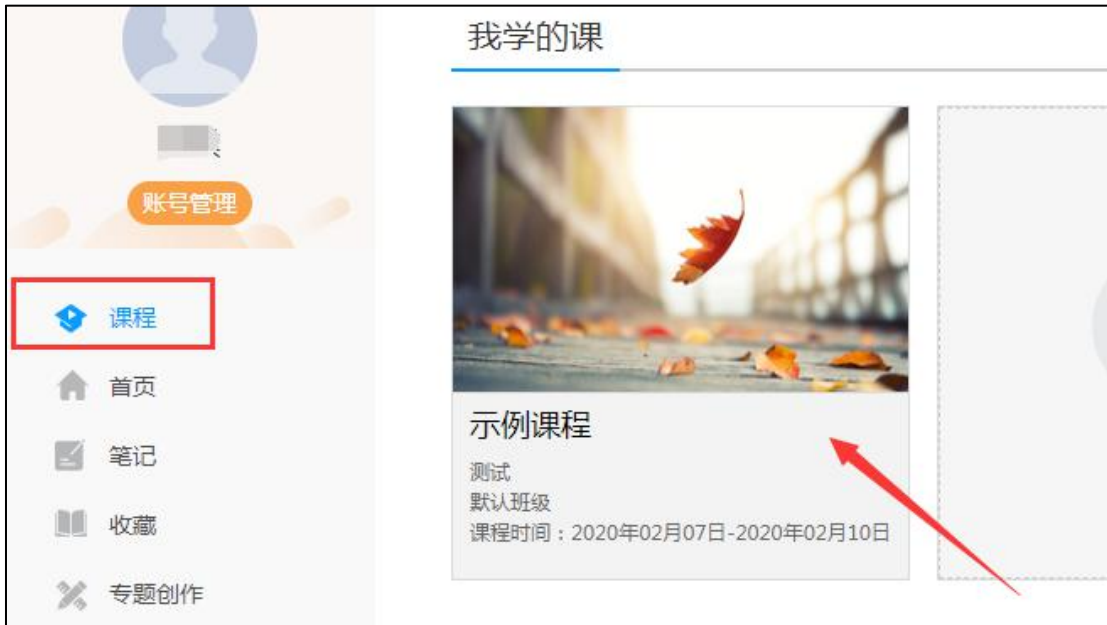 账号管理
课程
首页
笔记
收藏
专题创作
我学的课
示例课程
测试
默认班级
课程时间：2020年02月07日-2020年02月10日